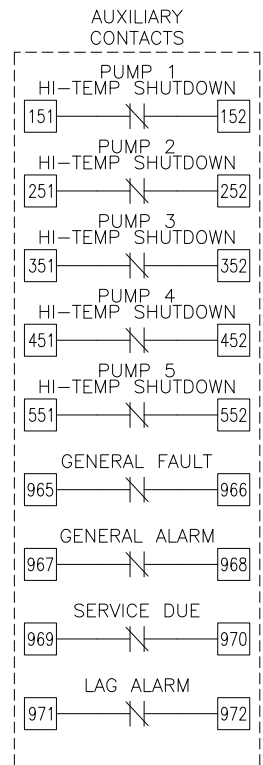 AUXILIARY
CONTACTS
PUMP 1
HI-TEMP SHUTDOWN
151 152
PUMP 2
HI-TEMP SHUTDOWN
251 252
PUMP 3
HI-TEMP SHUTDOWN
351 352
PUMP 4
HI-TEMP SHUTDOWN
451 452
PUMP 5
HI-TEMP SHUTDOWN
551 552
GENERAL FAULT
965 966
GENERAL ALARM
967 968
SERVICE DUE
969 970
LAG ALARM
971 972